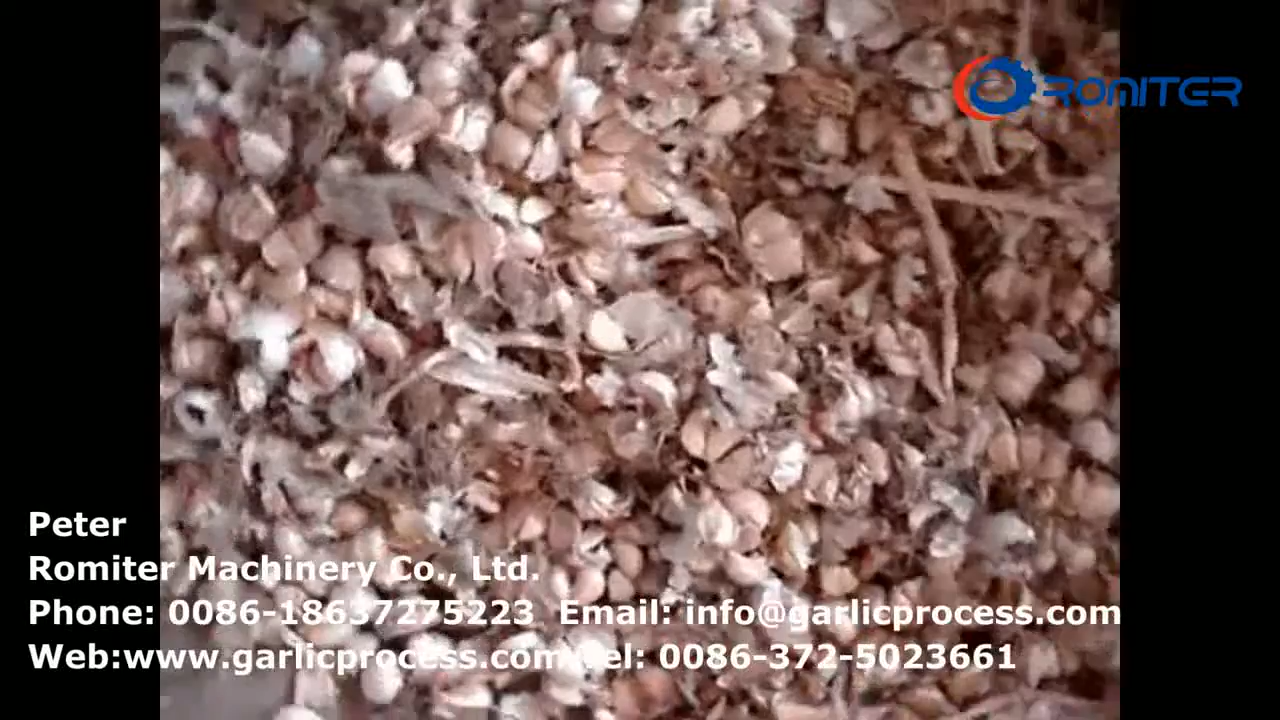 ROMITER
Peter
Romiter Machinery Co., Ltd.
Phone: 0086-18637275223 Email: info@garlicprocess.com
Web:www.garlicprocess.com Tel: 0086-372-5023661